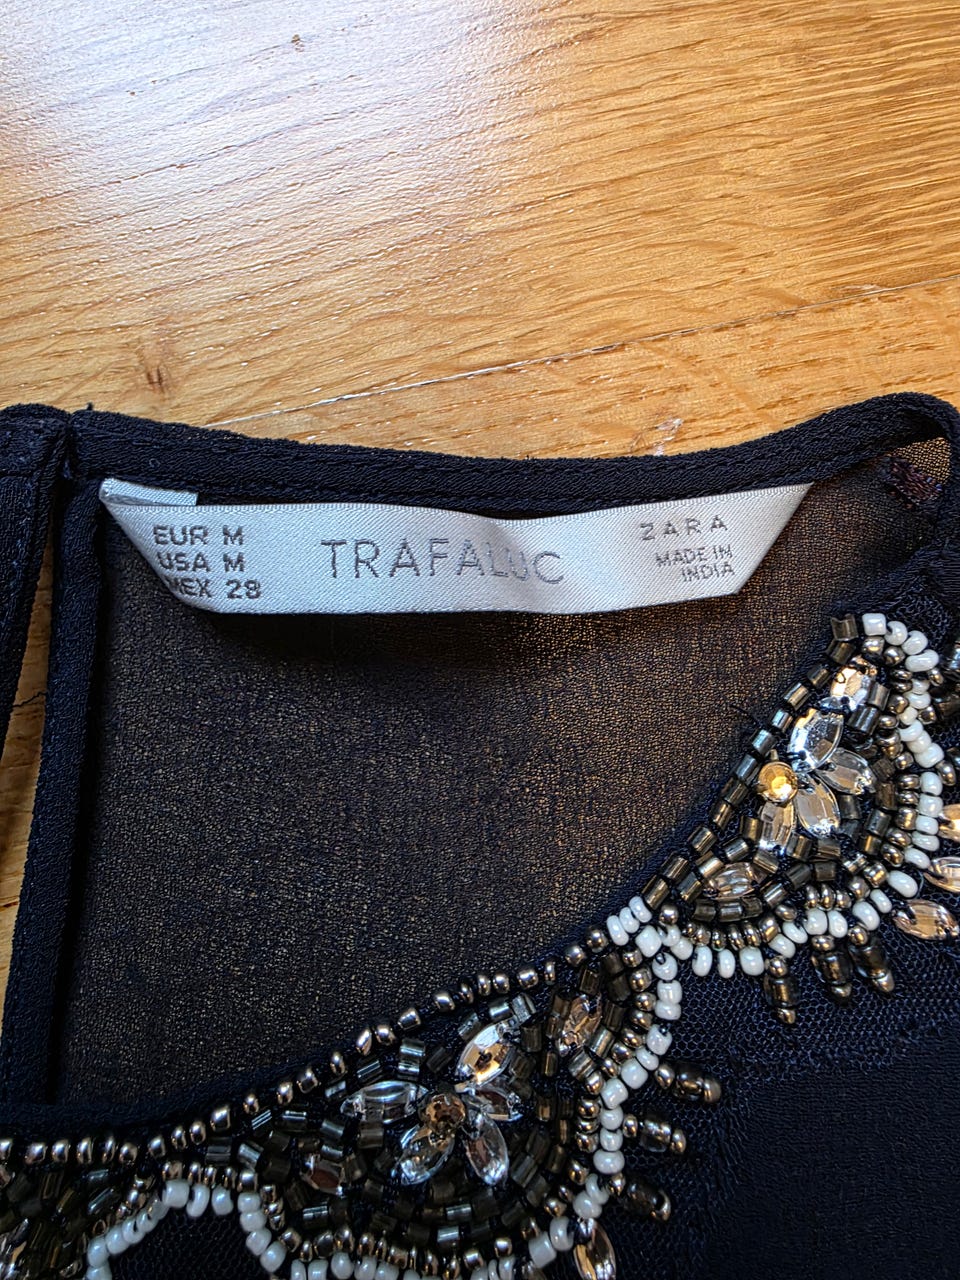 EUR M
USA M
MEX 28
TRAFALUC
ZARA
MADE IN
INDIA